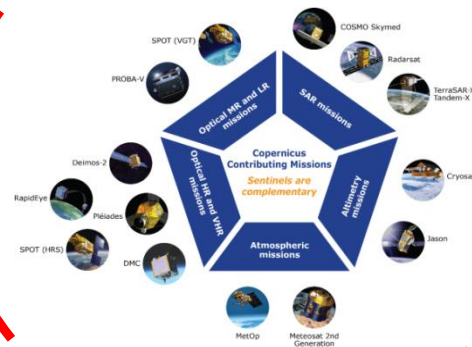 COSMO Skymed
SPOT (VGT)
Radarsat
PROBA-V
TerraSAR-X
Tandem-X
Optical MR and LR
missions
SAR missions
Copernicus
Contributing Missions
Sentinels are
complementary
Deimos-2
Optical HR and VHR
missions
Altimetry
missions
Cryosa
RapidEye
Pléiades
Jason
SPOT (HRS)
DMC
Atmospheric
missions
MetOp
Meteosat 2nd
Generation